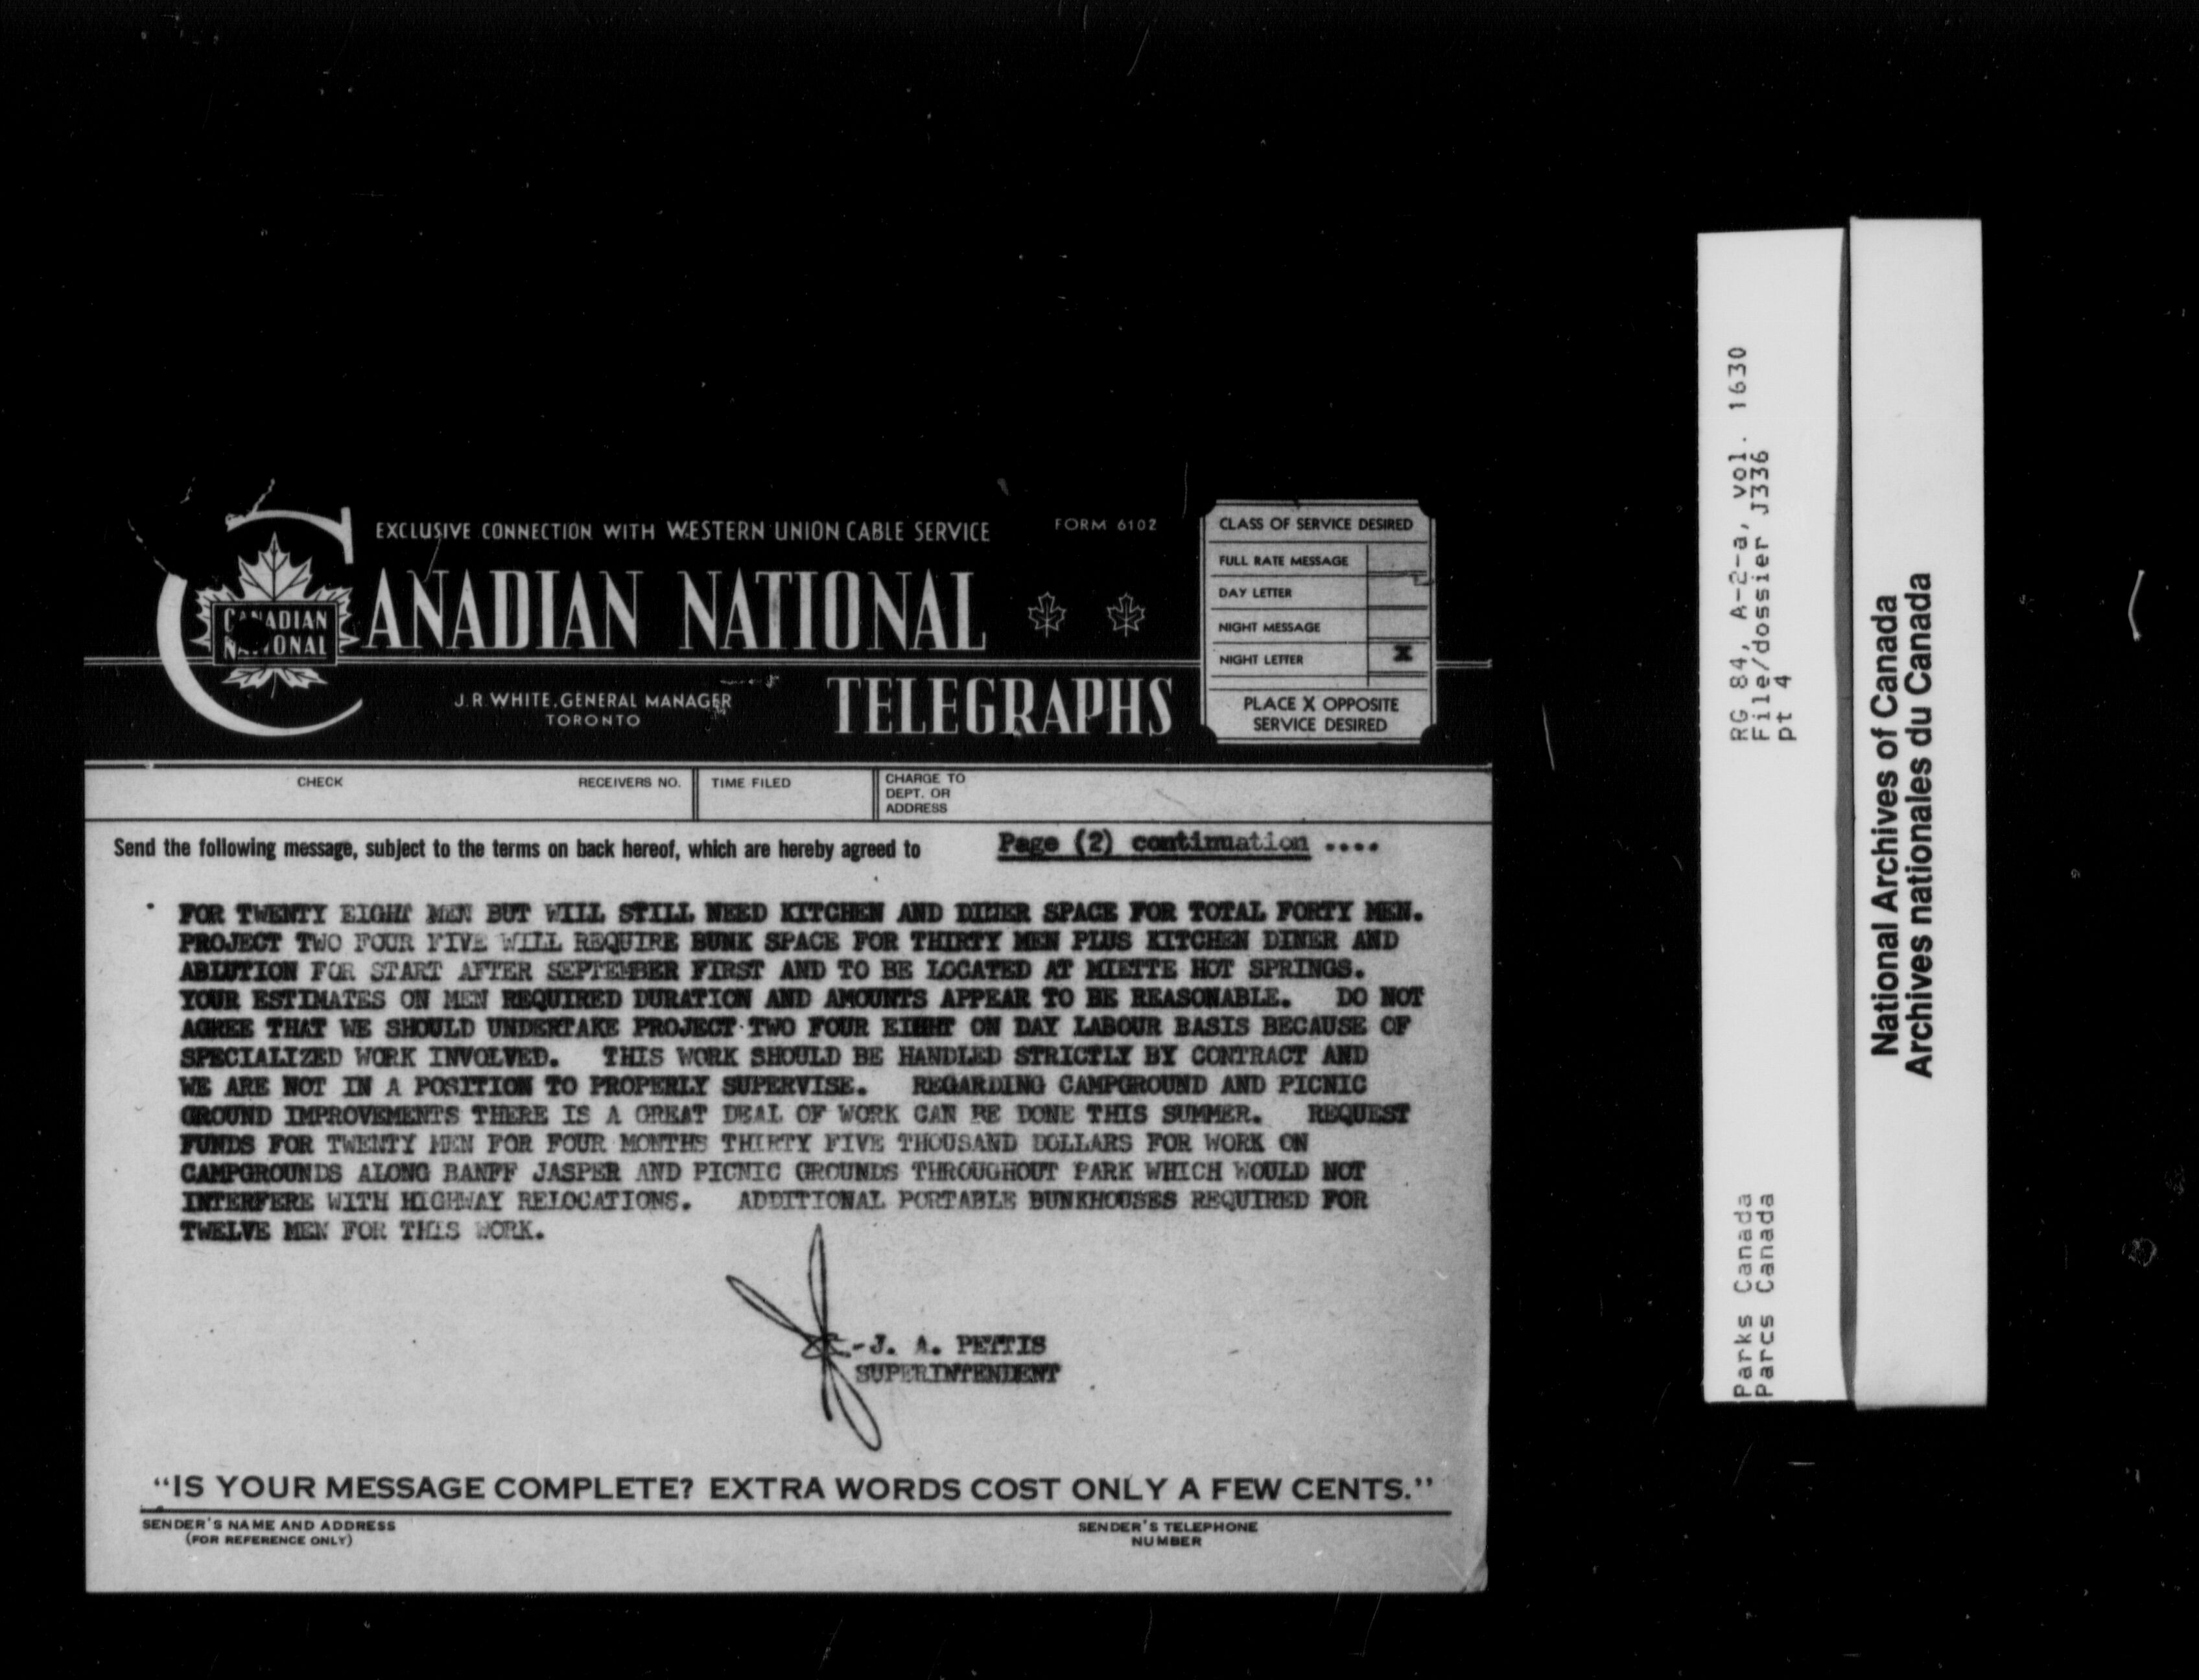 EXCLUSIVE CONNECTION WITH WESTERN UNION CABLE SERVICE
FORM 6102
CANADIAN NATIONAL
CANADIAN
NATIONAL
TELEGRAPHS
J. R. WHITE, GENERAL MANAGER
TORONTO
CLASS OF SERVICE DESIRED
FULL RATE MESSAGE
DAY LETTER
NIGHT MESSAGE
NIGHT LETTER X
PLACE X OPPOSITE
SERVICE DESIRED
CHECK
RECEIVERS NO.
TIME FILED
CHARGE TO
DEPT. OR
ADDRESS
Send the following message, subject to the terms on back hereof, which are hereby agreed to
Page (2) continuation ....
FOR TWENTY EIGHT MEN BUT WILL STILL NEED KITCHEN AND DINER SPACE FOR TOTAL FORTY MEN.
PROJECT TWO FOUR FIVE WILL REQUIRE BUNK SPACE FOR THIRTY MEN PLUS KITCHEN DINER AND
ABLUTION FOR START AFTER SEPTEMBER FIRST AND TO BE LOCATED AT MIETTE HOT SPRINGS.
YOUR ESTIMATES ON MEN REQUIRED DURATION AND AMOUNTS APPEAR TO BE REASONABLE. DO NOT
AGREE THAT WE SHOULD UNDERTAKE PROJECT TWO FOUR EIGHT ON DAY LABOUR BASIS BECAUSE OF
SPECIALIZED WORK INVOLVED. THIS WORK SHOULD BE HANDLED STRICTLY BY CONTRACT AND
WE ARE NOT IN A POSITION TO PROPERLY SUPERVISE. REGARDING CAMPGROUND AND PICNIC
GROUND IMPROVEMENTS THERE IS A GREAT DEAL OF WORK CAN BE DONE THIS SUMMER. REQUEST
FUNDS FOR TWENTY MEN FOR FOUR MONTHS THIRTY FIVE THOUSAND DOLLARS FOR WORK ON
CAMPGROUNDS ALONG BANFF JASPER AND PICNIC GROUNDS THROUGHOUT PARK WHICH WOULD NOT
INTERFERE WITH HIGHWAY RELOCATIONS. ADDITIONAL PORTABLE BUNKHOUSES REQUIRED FOR
TWELVE MEN FOR THIS WORK.
J. A. PETTIS
SUPERINTENDENT
“IS YOUR MESSAGE COMPLETE? EXTRA WORDS COST ONLY A FEW CENTS.”
SENDER'S NAME AND ADDRESS
(FOR REFERENCE ONLY)
SENDER'S TELEPHONE
NUMBER
Parks Canada
Parcs Canada
RG 84, A-2-a, vol. 1630
File/dossier J336
pt 4
National Archives of Canada
Archives nationales du Canada